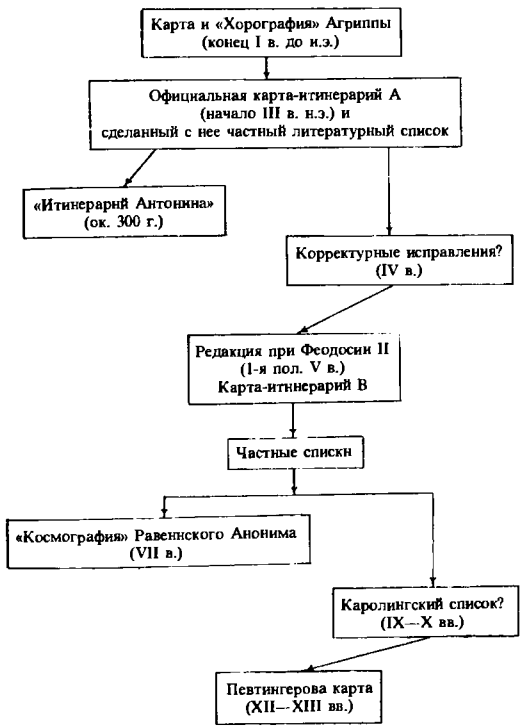 Карта и «Хорография» Агриппы
(конец I в. до н.э.)
Официальная карта-итинерарий А
(начало III в. н.э.) и
сделанный с нее частный литературный список
«Итинерарий Антонина»
(ок. 300 г.)
Корректурные исправления?
(IV в.)
Редакция при Феодосии II
(1-я пол. V в.)
Карта-итинерарий В
Частные списки
«Космография» Равеннского Анонима
(VII в.)
Каролингский список?
(IX—X вв.)
Певтингерова карта
(XII—XIII вв.)